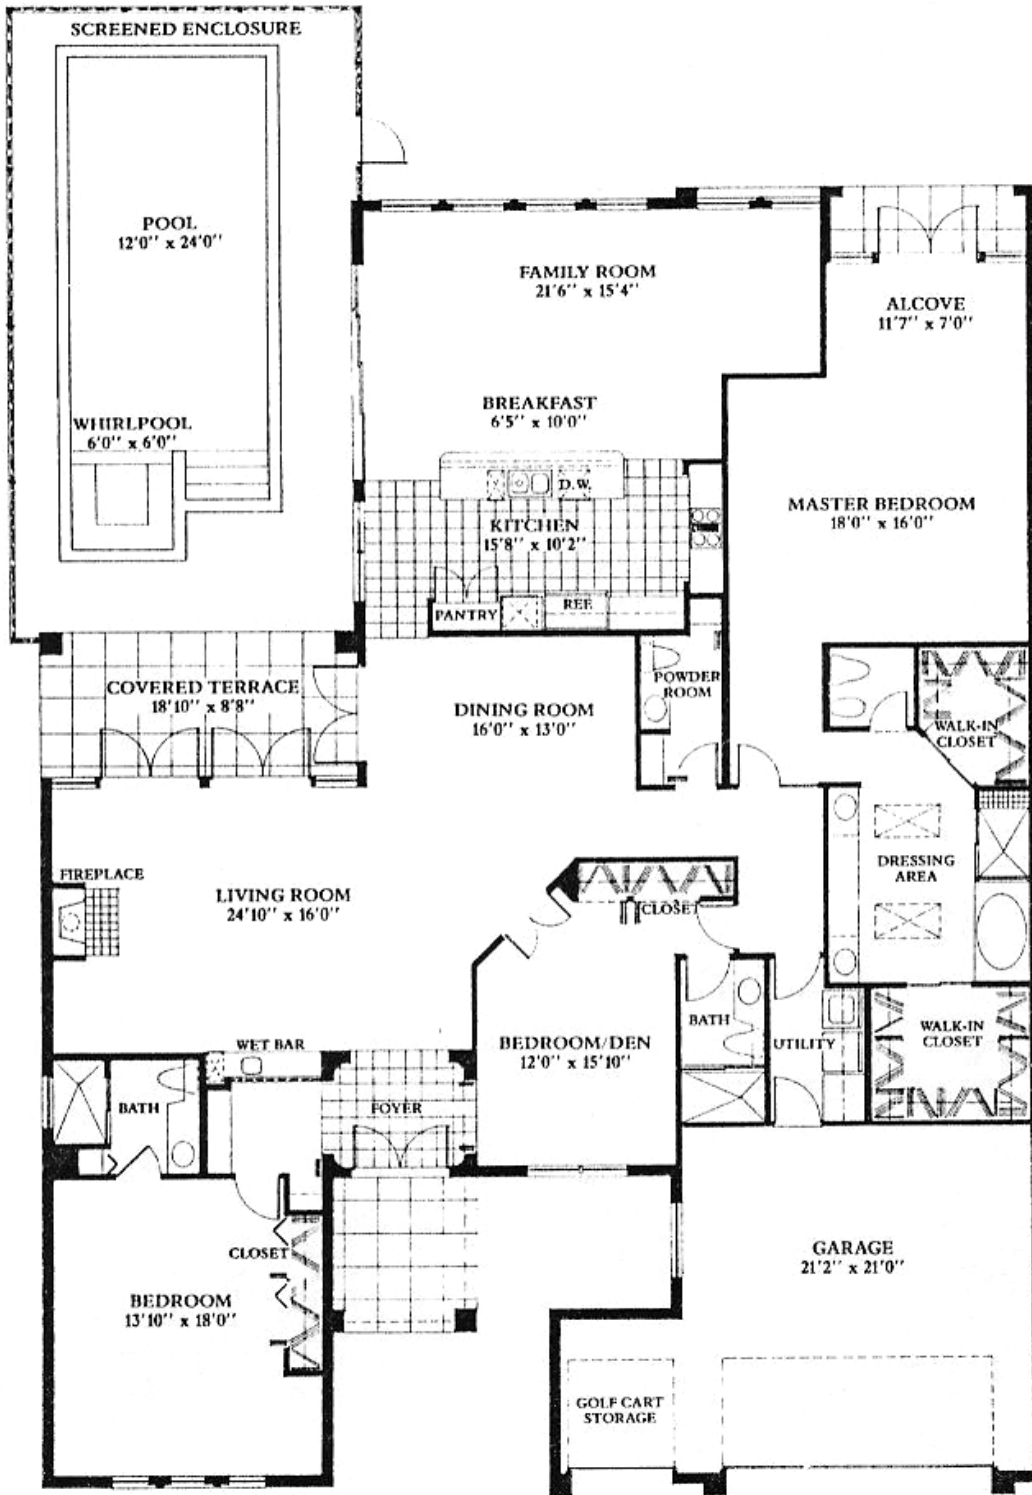 SCREENED ENCLOSURE
POOL
12'0'' x 24'0''
FAMILY ROOM
21'6'' x 15'4''
ALCOVE
11'7'' x 7'0''
BREAKFAST
6'5'' x 10'0''
WHIRLPOOL
6'0'' x 6'0''
D.W.
MASTER BEDROOM
18'0'' x 16'0''
KITCHEN
15'8'' x 10'2''
PANTRY
REF.
COVERED TERRACE
18'10'' x 8'8''
POWDER
ROOM
DINING ROOM
16'0'' x 13'0''
WALK-IN
CLOSET
FIREPLACE
LIVING ROOM
24'10'' x 16'0''
DRESSING
AREA
CLOSET
WET BAR
BEDROOM/DEN
12'0'' x 15'10''
BATH
UTILITY
WALK-IN
CLOSET
BATH
FOYER
CLOSET
GARAGE
21'2'' x 21'0''
BEDROOM
13'10'' x 18'0''
GOLF CART
STORAGE